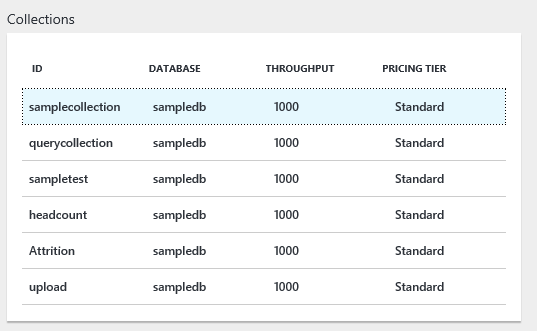 Collections
ID DATABASE THROUGHPUT PRICING TIER
samplecollection sampledb 1000 Standard
querycollection sampledb 1000 Standard
sampletest sampledb 1000 Standard
headcount sampledb 1000 Standard
Attrition sampledb 1000 Standard
upload sampledb 1000 Standard